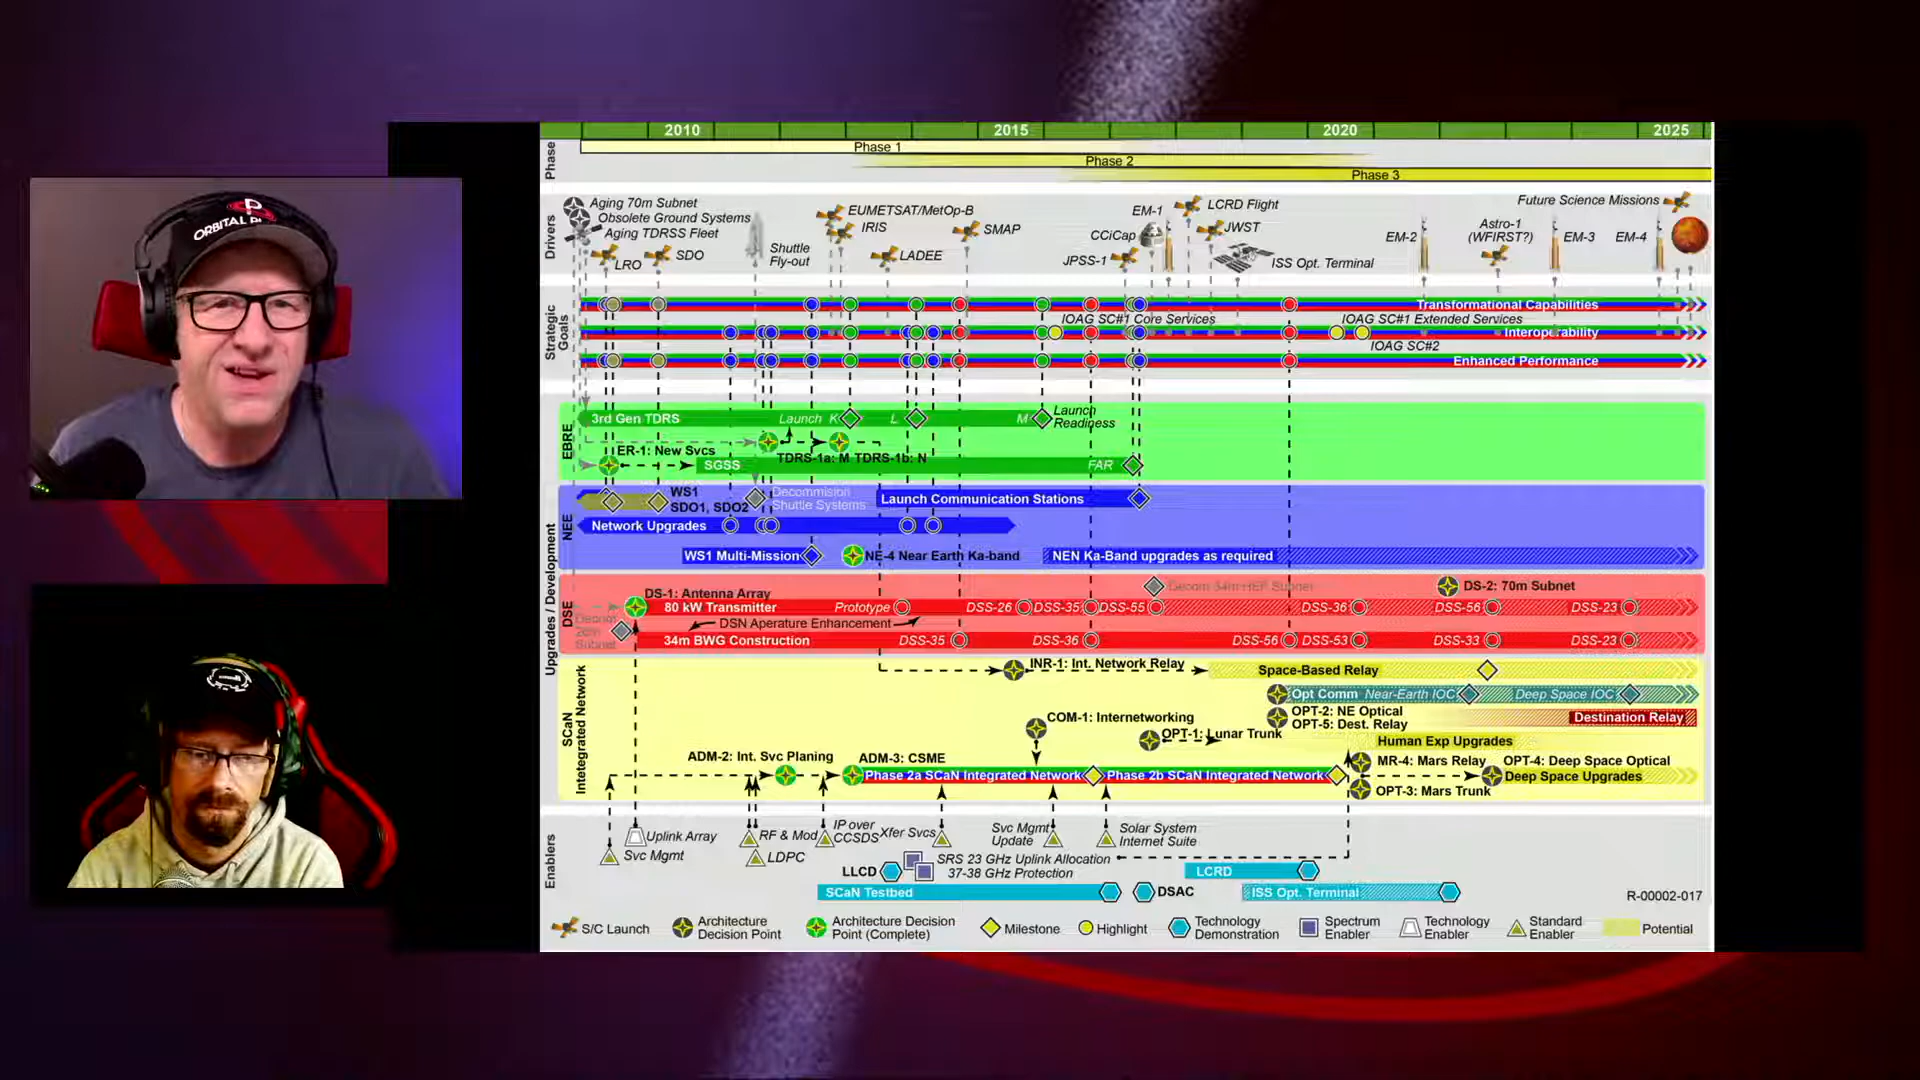 2010 2015 2020 2025
Phase
Phase 1
Phase 2
Phase 3
Drivers
Aging 70m Subnet
Obsolete Ground Systems
Aging TDRSS Fleet
LRO
SDO
Shuttle
Fly-out
EUMETSAT/MetOp-B
IRIS
LADEE
SMAP
EM-1
CCiCap
JPSS-1
LCRD Flight
JWST
ISS Opt. Terminal
EM-2
Astro-1
(WFIRST?)
EM-3
EM-4
Future Science Missions
ORBITAL
Strategic
Goals
Transformational Capabilities
IOAG SC#1 Core Services
IOAG SC#1 Extended Services
Interoperability
IOAG SC#2
Enhanced Performance
Upgrades / Development
EBRE
3rd Gen TDRS
Launch K
L
M
Launch
Readiness
ER-1: New Svcs
TDRS-1a: M TDRS-1b: N
SGSS
FAR
NEE
WS1
SDO1, SDO2
Decommision
Shuttle Systems
Launch Communication Stations
Network Upgrades
WS1 Multi-Mission
NE-4 Near Earth Ka-band
NEN Ka-Band upgrades as required
DSE
Decom
26m
Subnet
DS-1: Antenna Array
Decom 34m HEF Subnet
DS-2: 70m Subnet
80 kW Transmitter
Prototype
DSS-26
DSS-35
DSS-55
DSS-36
DSS-56
DSS-23
DSN Aperature Enhancement
34m BWG Construction
DSS-35
DSS-36
DSS-56
DSS-53
DSS-33
DSS-23
SCaN
Intetegrated Network
INR-1: Int. Network Relay
Space-Based Relay
Opt Comm
Near-Earth IOC
Deep Space IOC
OPT-2: NE Optical
OPT-5: Dest. Relay
Destination Relay
COM-1: Internetworking
OPT-1: Lunar Trunk
Human Exp Upgrades
ADM-2: Int. Svc Planing
ADM-3: CSME
MR-4: Mars Relay
OPT-4: Deep Space Optical
Phase 2a SCaN Integrated Network
Phase 2b SCaN Integrated Network
Deep Space Upgrades
OPT-3: Mars Trunk
Enablers
Uplink Array
Svc Mgmt
RF & Mod
LDPC
IP over
CCSDS
Xfer Svcs
Svc Mgmt
Update
Solar System
Internet Suite
LLCD
SRS 23 GHz Uplink Allocation
37-38 GHz Protection
LCRD
SCaN Testbed
DSAC
ISS Opt. Terminal
R-00002-017
S/C Launch
Architecture
Decision Point
Architecture Decision
Point (Complete)
Milestone
Highlight
Technology
Demonstration
Spectrum
Enabler
Technology
Enabler
Standard
Enabler
Potential